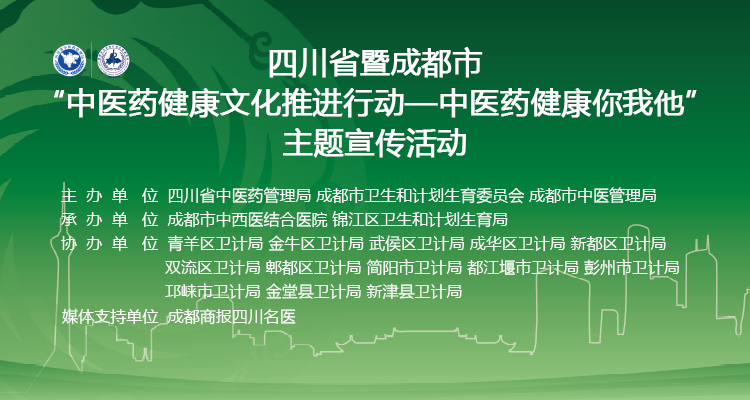 四川省暨成都市
“中医药健康文化推进行动—中医药健康你我他”
主题宣传活动
主 办 单 位 四川省中医药管理局 成都市卫生和计划生育委员会 成都市中医管理局
承 办 单 位 成都市中西医结合医院 锦江区卫生和计划生育局
协 办 单 位 青羊区卫计局 金牛区卫计局 武侯区卫计局 成华区卫计局 新都区卫计局
双流区卫计局 郫都区卫计局 简阳市卫计局 都江堰市卫计局 彭州市卫计局
邛崃市卫计局 金堂县卫计局 新津县卫计局
媒体支持单位 成都商报四川名医